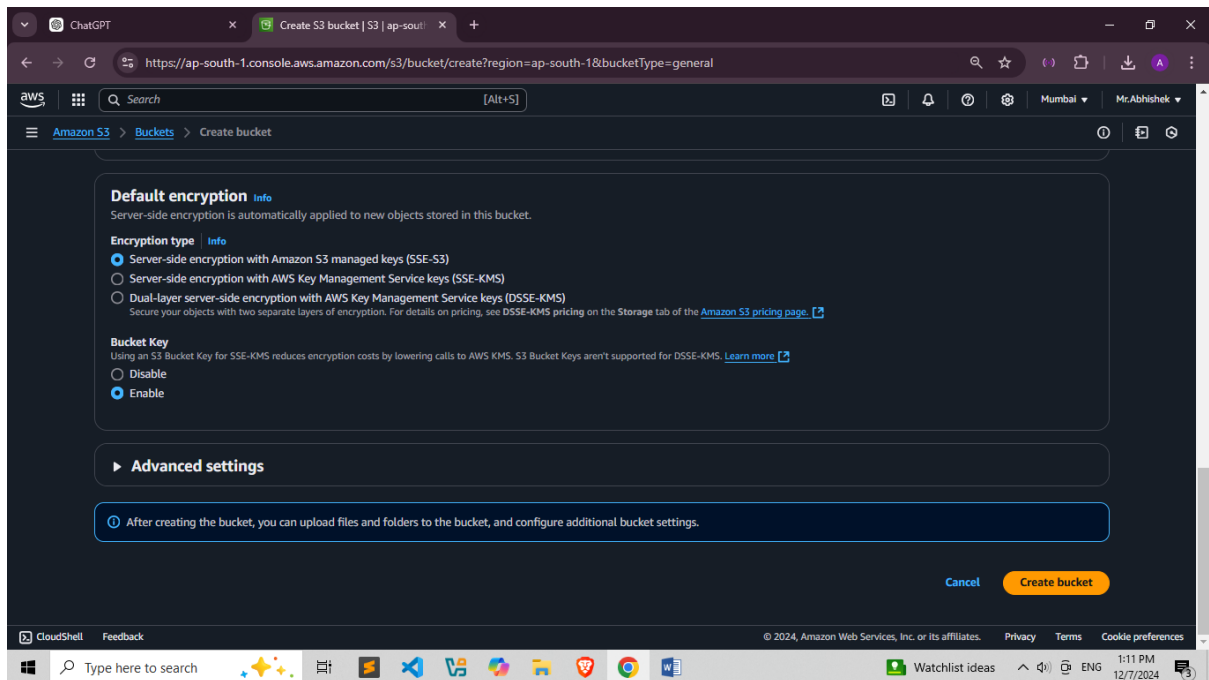 ChatGPT
Create S3 bucket | S3 | ap-south
https://ap-south-1.console.aws.amazon.com/s3/bucket/create?region=ap-south-1&bucketType=general
A
aws
Search
[Alt+S]
Mumbai
Mr.Abhishek
Amazon S3 > Buckets > Create bucket
Default encryption Info
Server-side encryption is automatically applied to new objects stored in this bucket.
Encryption type Info
Server-side encryption with Amazon S3 managed keys (SSE-S3)
Server-side encryption with AWS Key Management Service keys (SSE-KMS)
Dual-layer server-side encryption with AWS Key Management Service keys (DSSE-KMS)
Secure your objects with two separate layers of encryption. For details on pricing, see DSSE-KMS pricing on the Storage tab of the Amazon S3 pricing page.
Bucket Key
Using an S3 Bucket Key for SSE-KMS reduces encryption costs by lowering calls to AWS KMS. S3 Bucket Keys aren't supported for DSSE-KMS. Learn more
Disable
Enable
Advanced settings
After creating the bucket, you can upload files and folders to the bucket, and configure additional bucket settings.
Cancel
Create bucket
CloudShell
Feedback
© 2024, Amazon Web Services, Inc. or its affiliates.
Privacy
Terms
Cookie preferences
Type here to search
Watchlist ideas
ENG
1:11 PM
12/7/2024
3